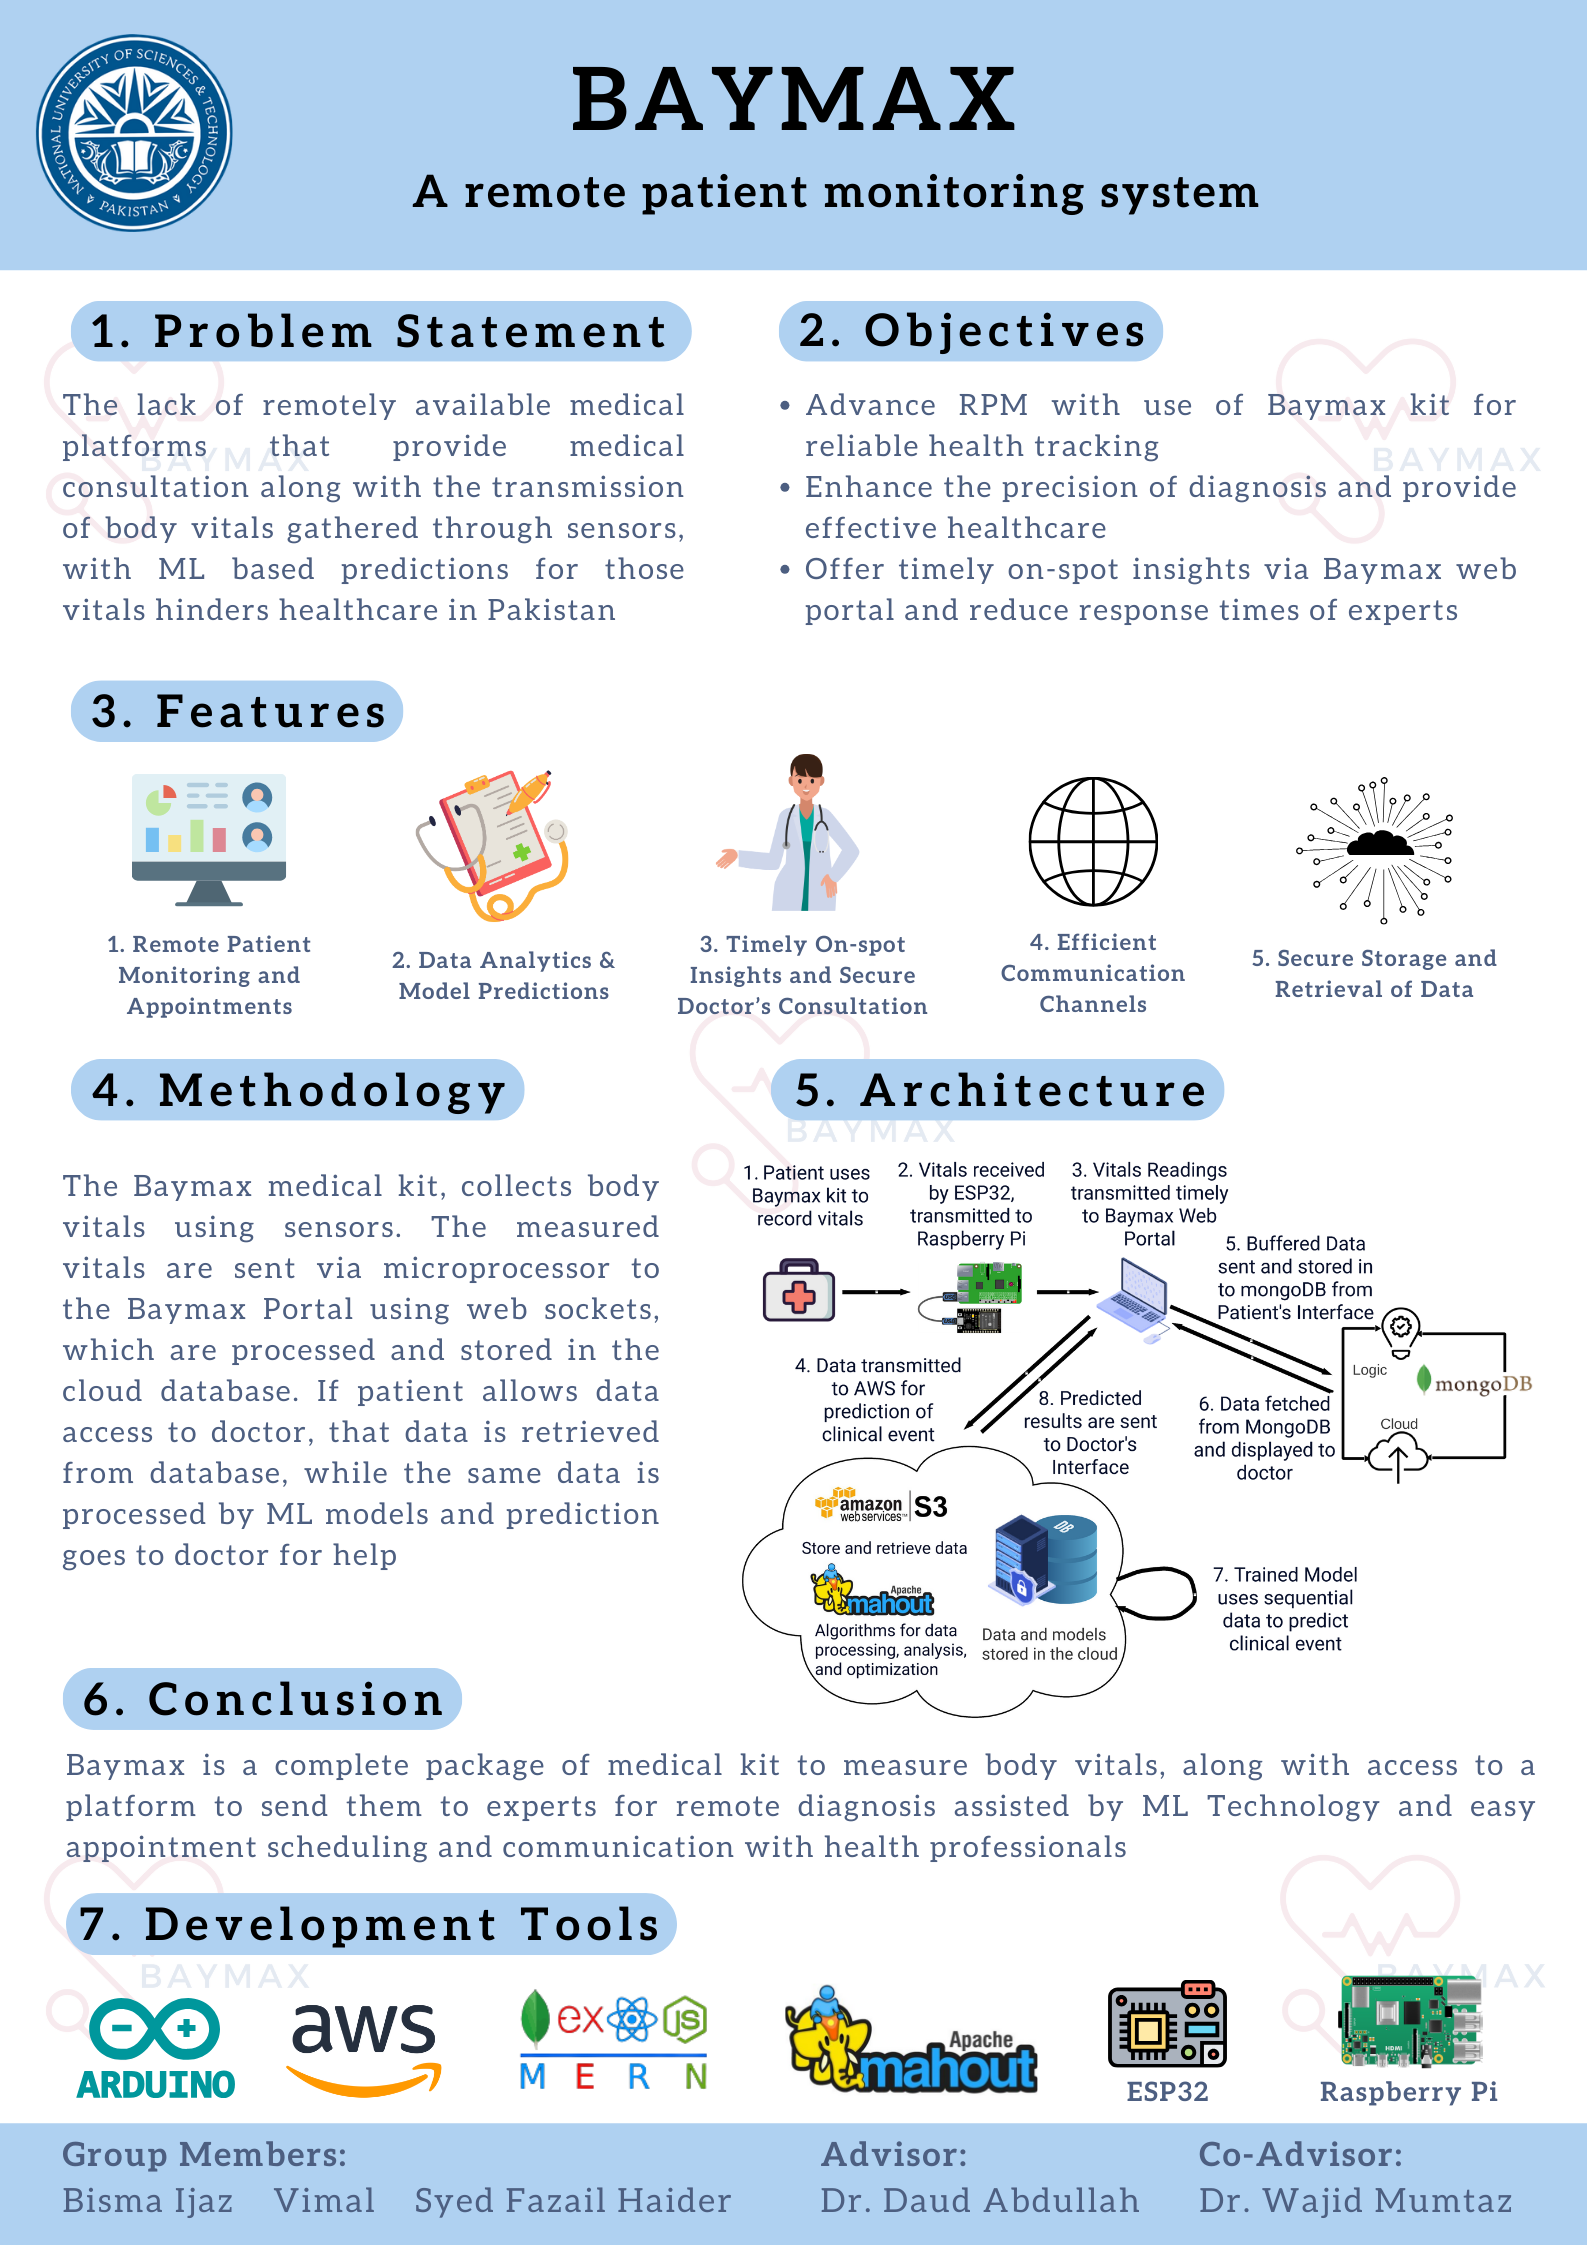 NATIONAL UNIVERSITY OF SCIENCES & TECHNOLOGY
PAKISTAN
BAYMAX
A remote patient monitoring system
1. Problem Statement
The lack of remotely available medical
platforms that provide medical
consultation along with the transmission
of body vitals gathered through sensors,
with ML based predictions for those
vitals hinders healthcare in Pakistan
BAYMAX
2. Objectives
• Advance RPM with use of Baymax kit for
reliable health tracking
• Enhance the precision of diagnosis and provide
effective healthcare
• Offer timely on-spot insights via Baymax web
portal and reduce response times of experts
BAYMAX
3. Features
1. Remote Patient
Monitoring and
Appointments
2. Data Analytics &
Model Predictions
3. Timely On-spot
Insights and Secure
Doctor's Consultation
4. Efficient
Communication
Channels
5. Secure Storage and
Retrieval of Data
4. Methodology
The Baymax medical kit, collects body
vitals using sensors. The measured
vitals are sent via microprocessor to
the Baymax Portal using web sockets,
which are processed and stored in the
cloud database. If patient allows data
access to doctor, that data is retrieved
from database, while the same data is
processed by ML models and prediction
goes to doctor for help
5. Architecture
BAYMAX
1. Patient uses
Baymax kit to
record vitals
2. Vitals received
by ESP32,
transmitted to
Raspberry Pi
3. Vitals Readings
transmitted timely
to Baymax Web
Portal
5. Buffered Data
sent and stored in
to mongoDB from
Patient's Interface
4. Data transmitted
to AWS for
prediction of
clinical event
8. Predicted
results are sent
to Doctor's
Interface
6. Data fetched
from MongoDB
and displayed to
doctor
Logic
mongoDB
Cloud
amazon
webservices™ S3
Store and retrieve data
Apache
mahout
Algorithms for data
processing, analysis,
and optimization
DB
Data and models
stored in the cloud
7. Trained Model
uses sequential
data to predict
clinical event
6. Conclusion
Baymax is a complete package of medical kit to measure body vitals, along with access to a
platform to send them to experts for remote diagnosis assisted by ML Technology and easy
appointment scheduling and communication with health professionals
7. Development Tools
BAYMAX
BAYMAX
ARDUINO
aws
ex JS
M E R N
Apache
mahout
ESP32
HDMI
Raspberry Pi
Group Members:
Bisma Ijaz Vimal Syed Fazail Haider
Advisor:
Dr. Daud Abdullah
Co-Advisor:
Dr. Wajid Mumtaz